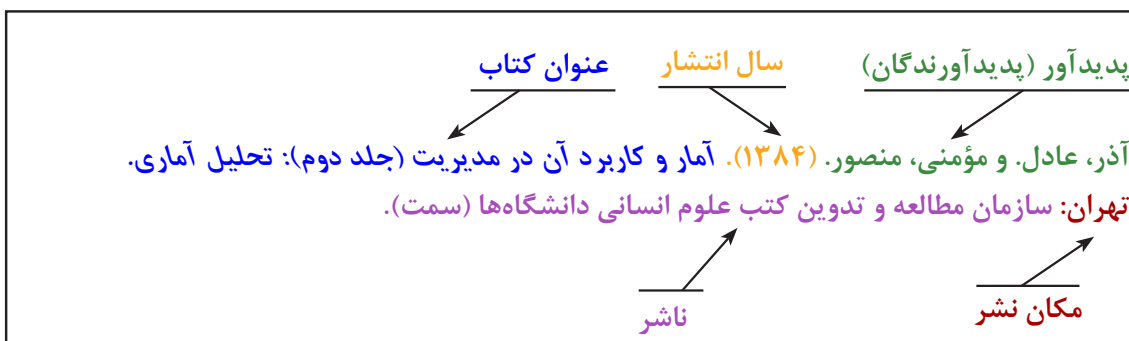 پدیدآور (پدیدآورندگان) سال انتشار عنوان کتاب
آذر، عادل. و مؤمنی، منصور. (۱۳۸۴). آمار و کاربرد آن در مدیریت (جلد دوم): تحلیل آماری.
تهران: سازمان مطالعه و تدوین کتب علوم انسانی دانشگاه‌ها (سمت).
مکان نشر ناشر